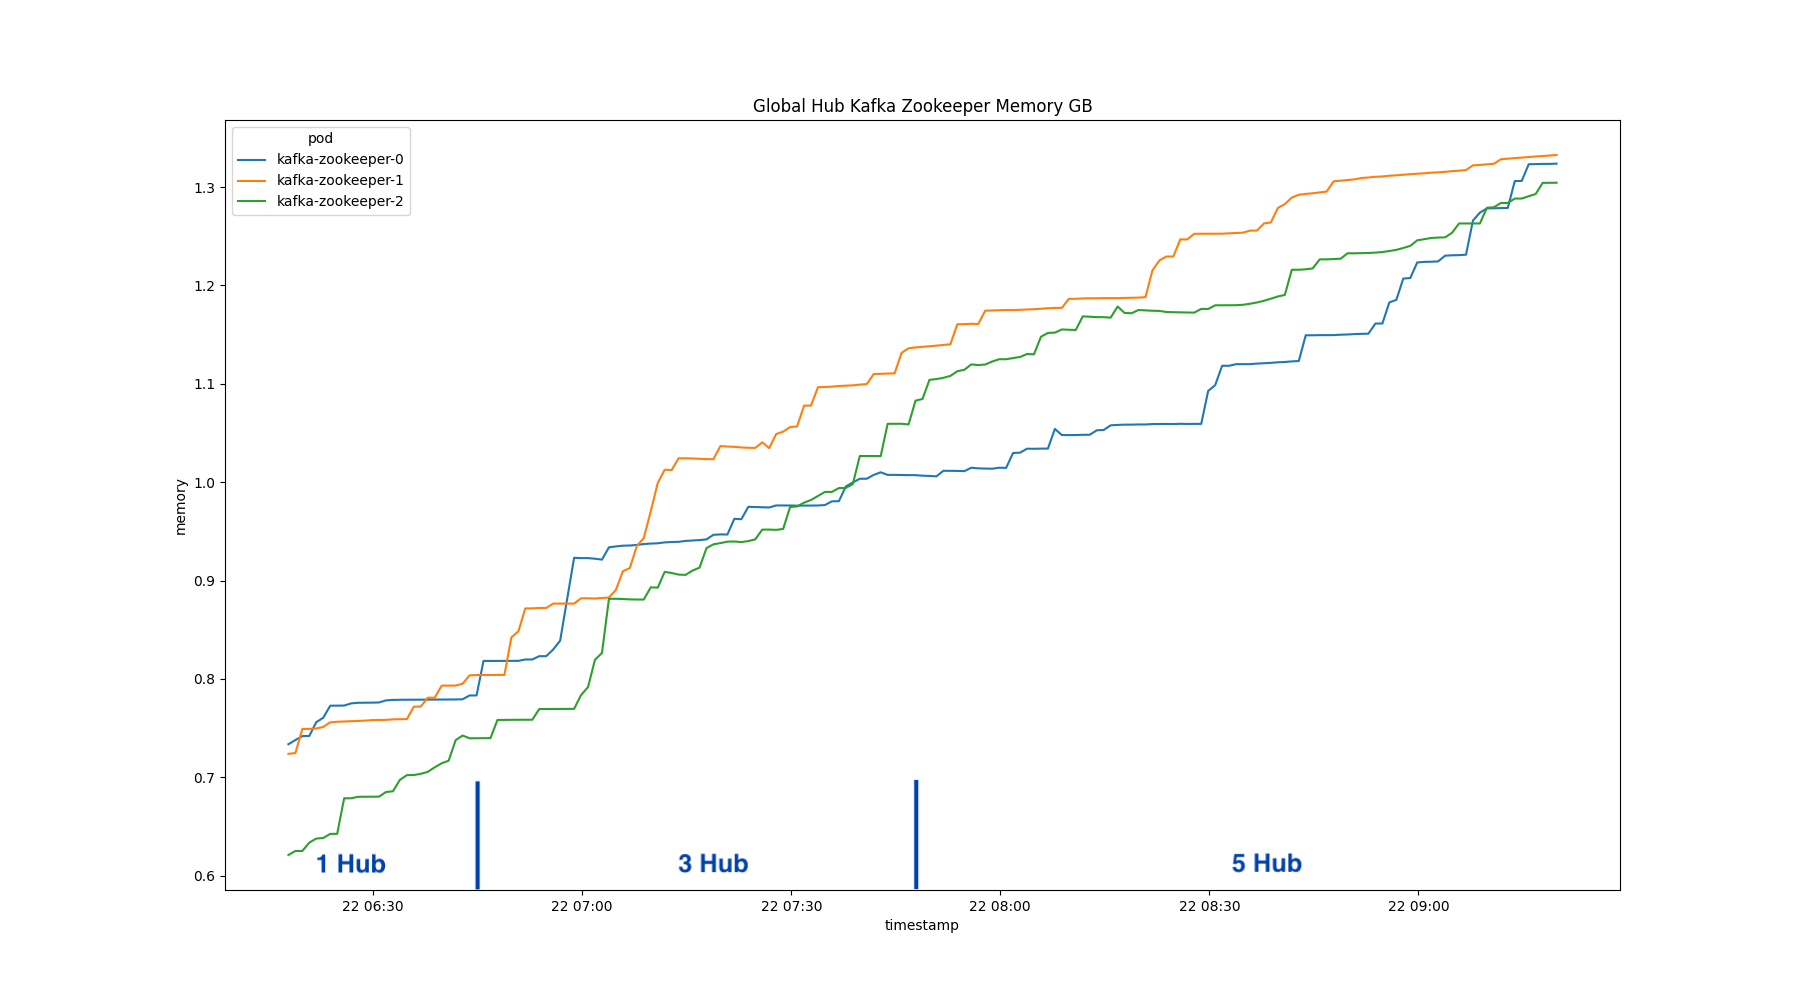 Global Hub Kafka Zookeeper Memory GB
pod
kafka-zookeeper-0
kafka-zookeeper-1
kafka-zookeeper-2
memory
1.3
1.2
1.1
1.0
0.9
0.8
0.7
0.6
1 Hub
3 Hub
5 Hub
22 06:30
22 07:00
22 07:30
22 08:00
22 08:30
22 09:00
timestamp